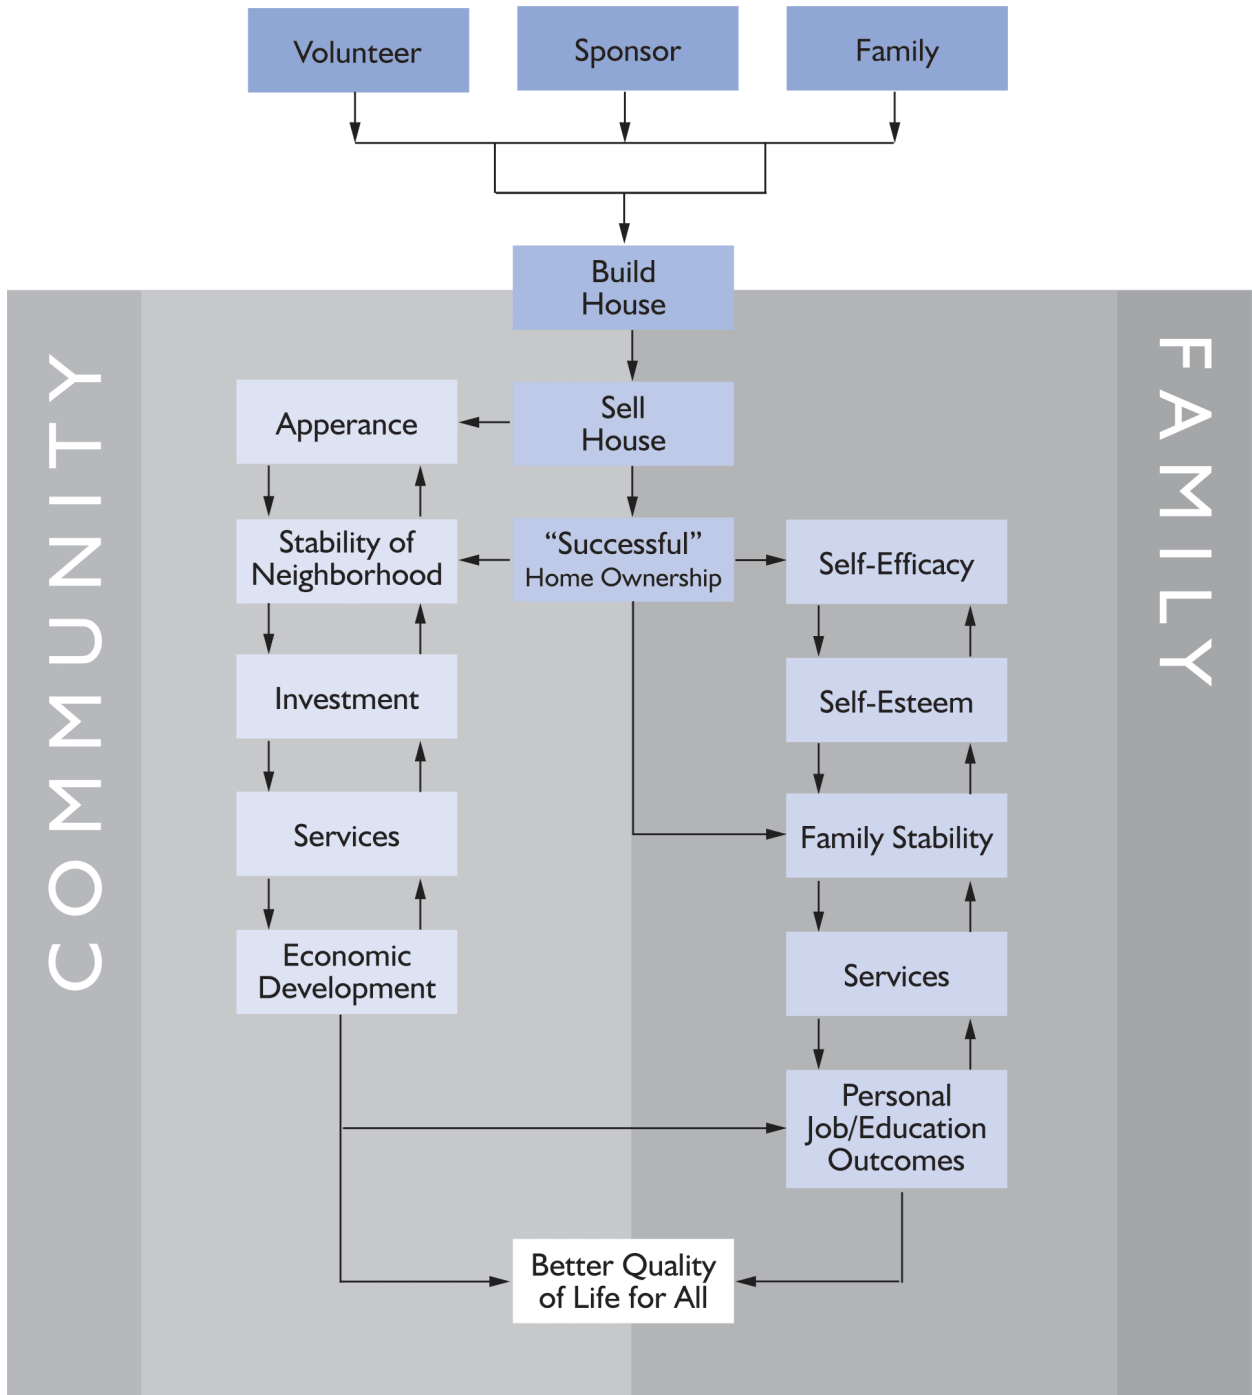 Volunteer
Sponsor
Family
Build
House
COMMUNITY
FAMILY
Sell
House
Apperance
“Successful”
Home Ownership
Stability of
Neighborhood
Self-Efficacy
Investment
Self-Esteem
Services
Family Stability
Economic
Development
Services
Personal
Job/Education
Outcomes
Better Quality
of Life for All